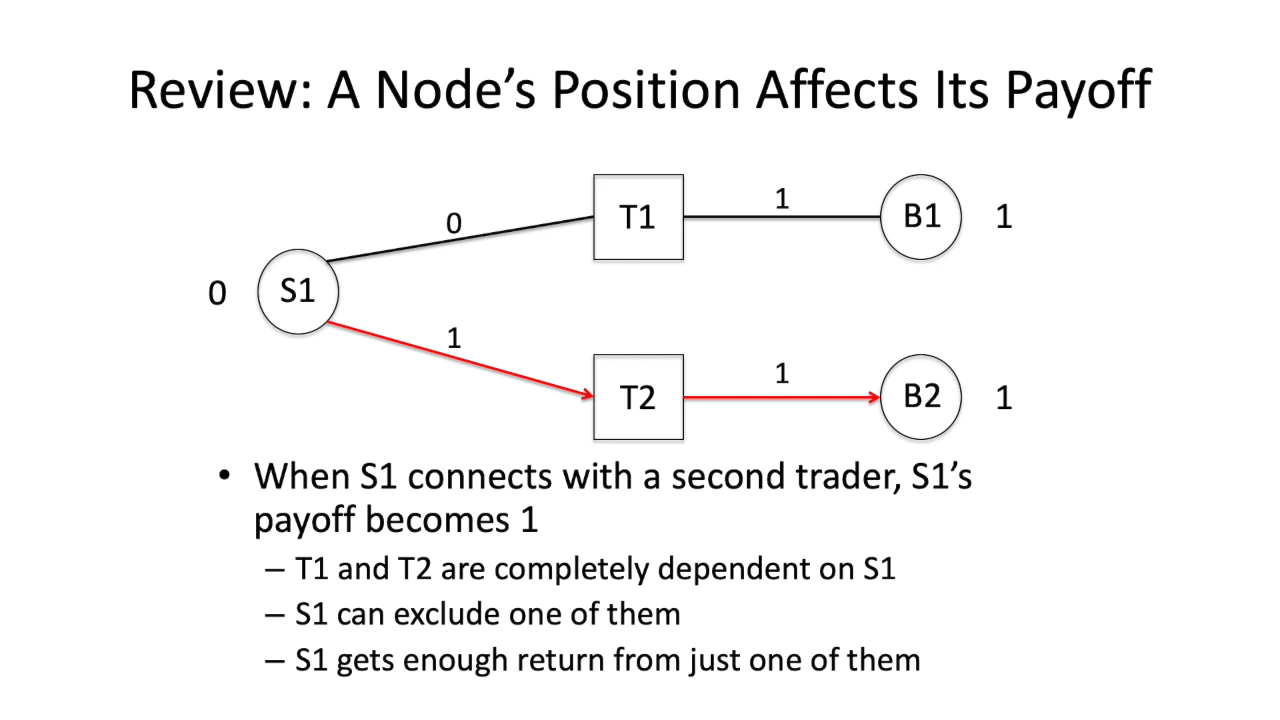 Review: A Node’s Position Affects Its Payoff
0 T1 1 B1 1
0 S1
1 T2 1 B2 1
• When S1 connects with a second trader, S1’s
payoff becomes 1
– T1 and T2 are completely dependent on S1
– S1 can exclude one of them
– S1 gets enough return from just one of them